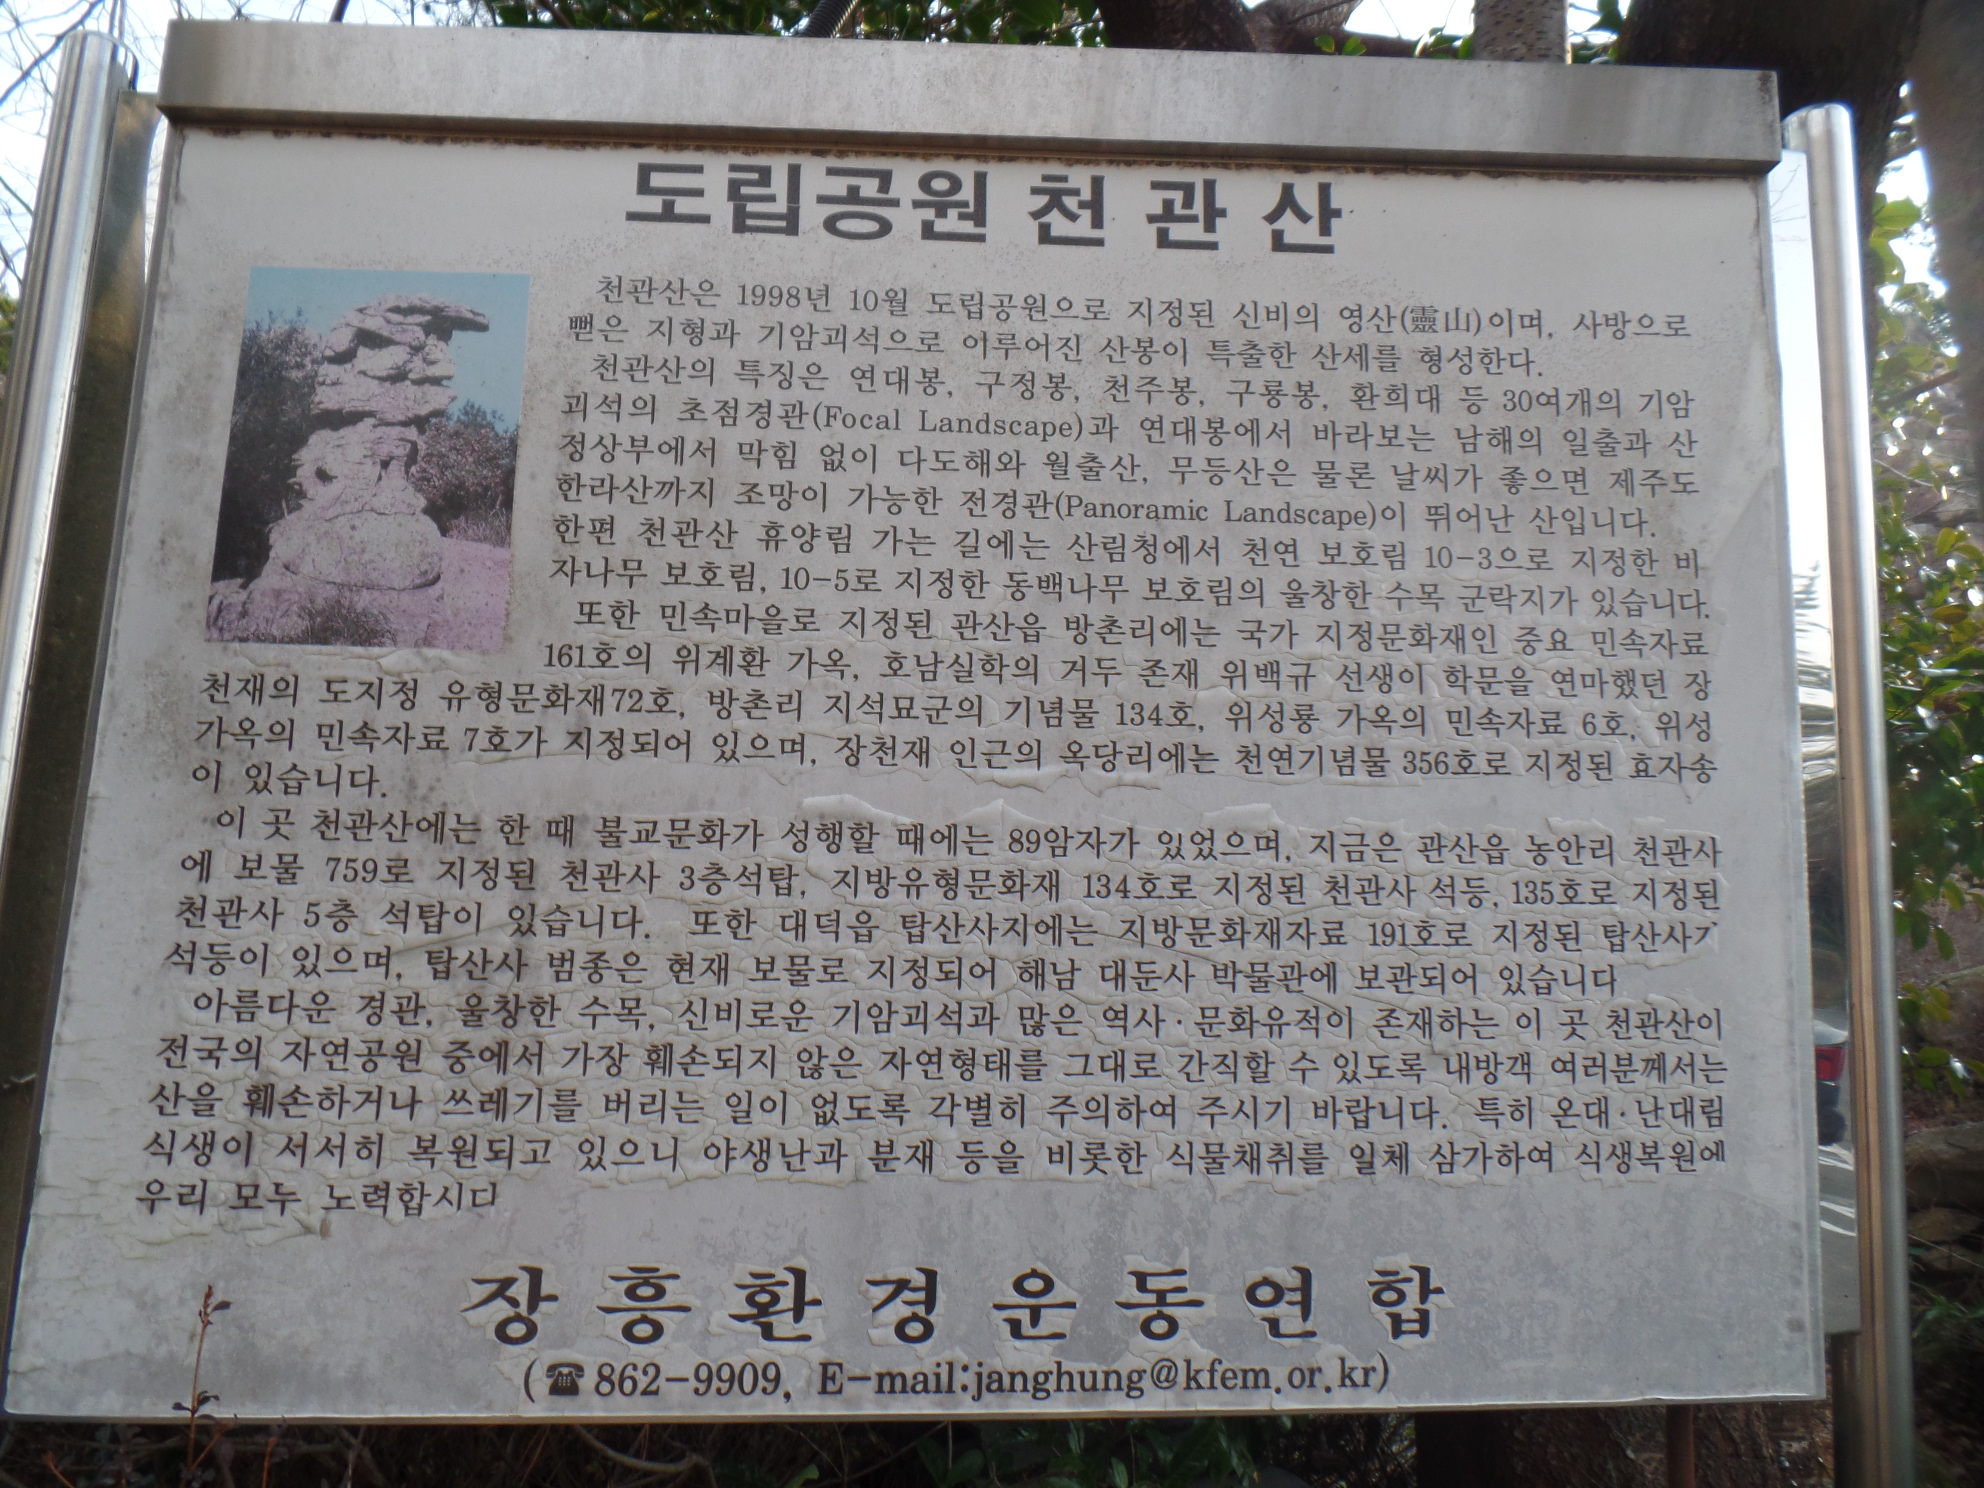 도립공원 천관산
천관산은 1998년 10월 도립공원으로 지정된 신비의 영산(靈山)이며, 사방으로
뻗은 지형과 기암괴석으로 이루어진 산봉이 특출한 산세를 형성한다.
천관산의 특징은 연대봉, 구정봉, 천주봉, 구룡봉, 환희대 등 30여개의 기암
괴석의 초점경관(Focal Landscape)과 연대봉에서 바라보는 남해의 일출과 산
정상부에서 막힘 없이 다도해와 월출산, 무등산은 물론 날씨가 좋으면 제주도
한라산까지 조망이 가능한 전경관(Panoramic Landscape)이 뛰어난 산입니다.
한편 천관산 휴양림 가는 길에는 산림청에서 천연 보호림 10-3으로 지정한 비
자나무 보호림, 10-5로 지정한 동백나무 보호림의 울창한 수목 군락지가 있습니다.
또한 민속마을로 지정된 관산읍 방촌리에는 국가 지정문화재인 중요 민속자료
161호의 위계환 가옥, 호남실학의 거두 존재 위백규 선생이 학문을 연마했던 장
천재의 도지정 유형문화재72호, 방촌리 지석묘군의 기념물 134호, 위성룡 가옥의 민속자료 6호, 위성
가옥의 민속자료 7호가 지정되어 있으며, 장천재 인근의 옥당리에는 천연기념물 356호로 지정된 효자송
이 있습니다.
이 곳 천관산에는 한 때 불교문화가 성행할 때에는 89암자가 있었으며, 지금은 관산읍 농안리 천관사
에 보물 759로 지정된 천관사 3층석탑, 지방유형문화재 134호로 지정된 천관사 석등, 135호로 지정된
천관사 5층 석탑이 있습니다. 또한 대덕읍 탑산사지에는 지방문화재자료 191호로 지정된 탑산사지
석등이 있으며, 탑산사 범종은 현재 보물로 지정되어 해남 대둔사 박물관에 보관되어 있습니다
아름다운 경관, 울창한 수목, 신비로운 기암괴석과 많은 역사·문화유적이 존재하는 이 곳 천관산이
전국의 자연공원 중에서 가장 훼손되지 않은 자연형태를 그대로 간직할 수 있도록 내방객 여러분께서는
산을 훼손하거나 쓰레기를 버리는 일이 없도록 각별히 주의하여 주시기 바랍니다. 특히 온대·난대림
식생이 서서히 복원되고 있으니 야생난과 분재 등을 비롯한 식물채취를 일체 삼가하여 식생복원에
우리 모두 노력합시다
장흥환경운동연합
(☎862-9909, E-mail:janghung@kfem.or.kr)